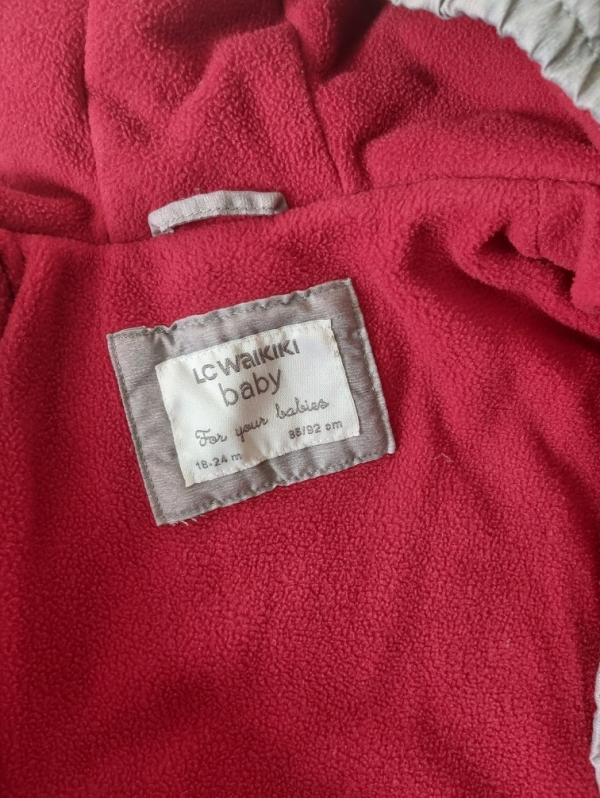 LC WaiKiKi
baby
For your babies
18-24 m 86/92 cm